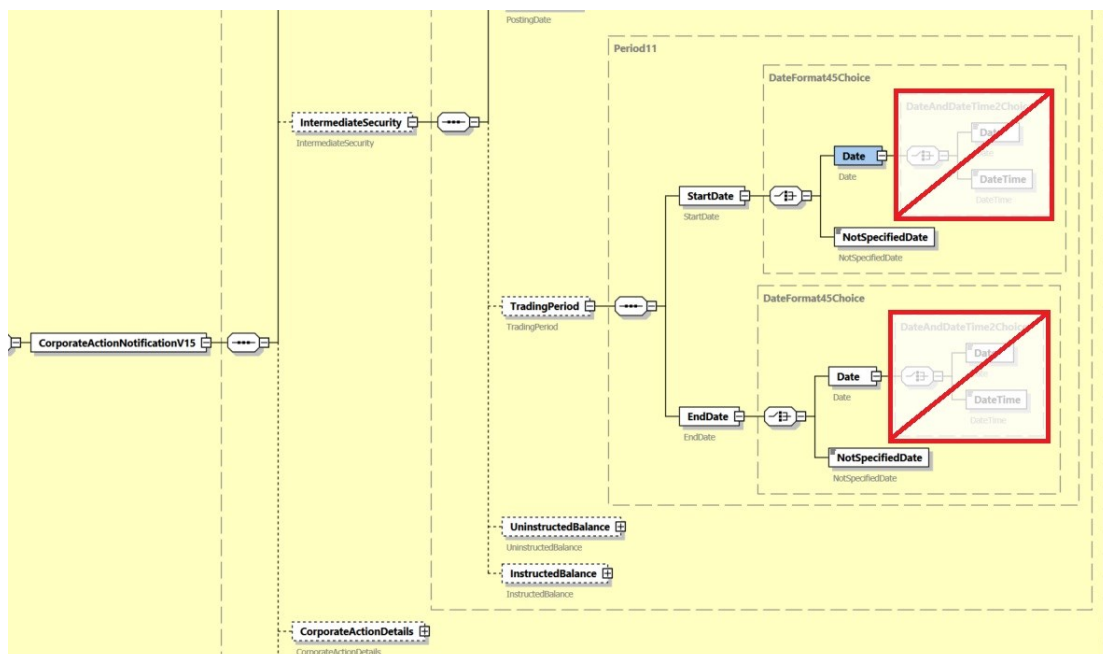 PostingDate
Period11
DateFormat45Choice
DateAndDateTime2Choice
IntermediateSecurity
IntermediateSecurity
Date
Date
Date
DateTime
DateTime
StartDate
StartDate
NotSpecifiedDate
NotSpecifiedDate
DateFormat45Choice
TradingPeriod
TradingPeriod
DateAndDateTime2Choice
CorporateActionNotificationV15
Date
Date
Date
DateTime
DateTime
EndDate
EndDate
NotSpecifiedDate
NotSpecifiedDate
UninstructedBalance
UninstructedBalance
InstructedBalance
InstructedBalance
CorporateActionDetails
CorporateActionDetails